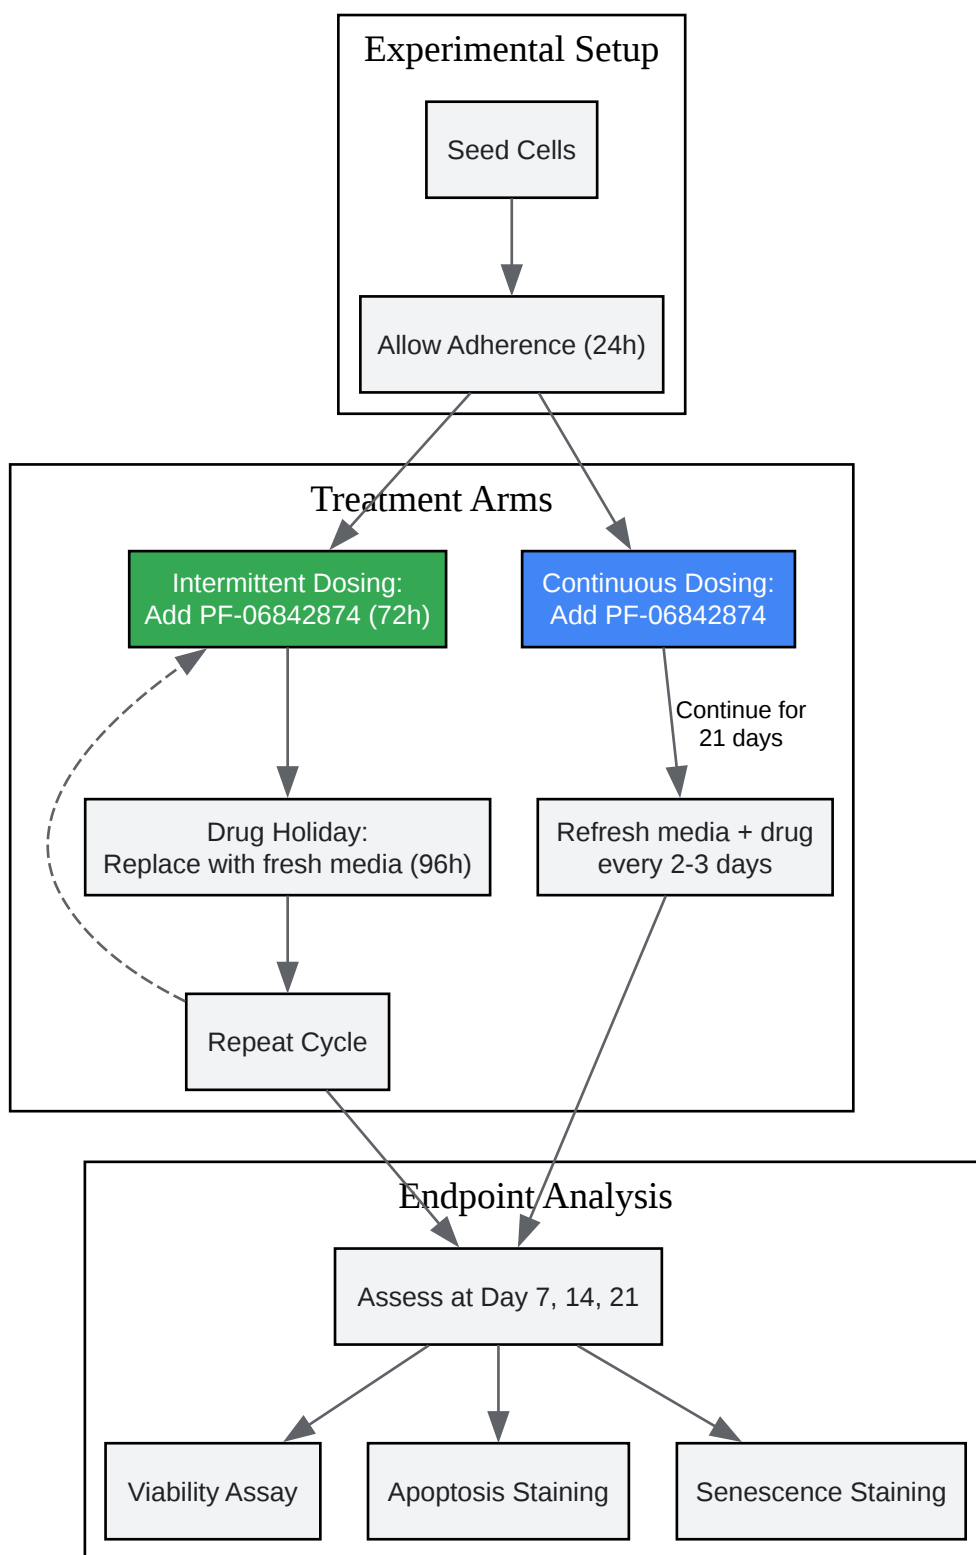 Experimental Setup
Seed Cells
Allow Adherence (24h)
Treatment Arms
Intermittent Dosing:
Add PF-06842874 (72h)
Continuous Dosing:
Add PF-06842874
Continue for
21 days
Drug Holiday:
Replace with fresh media (96h)
Refresh media + drug
every 2-3 days
Repeat Cycle
Endpoint Analysis
Assess at Day 7, 14, 21
Viability Assay
Apoptosis Staining
Senescence Staining